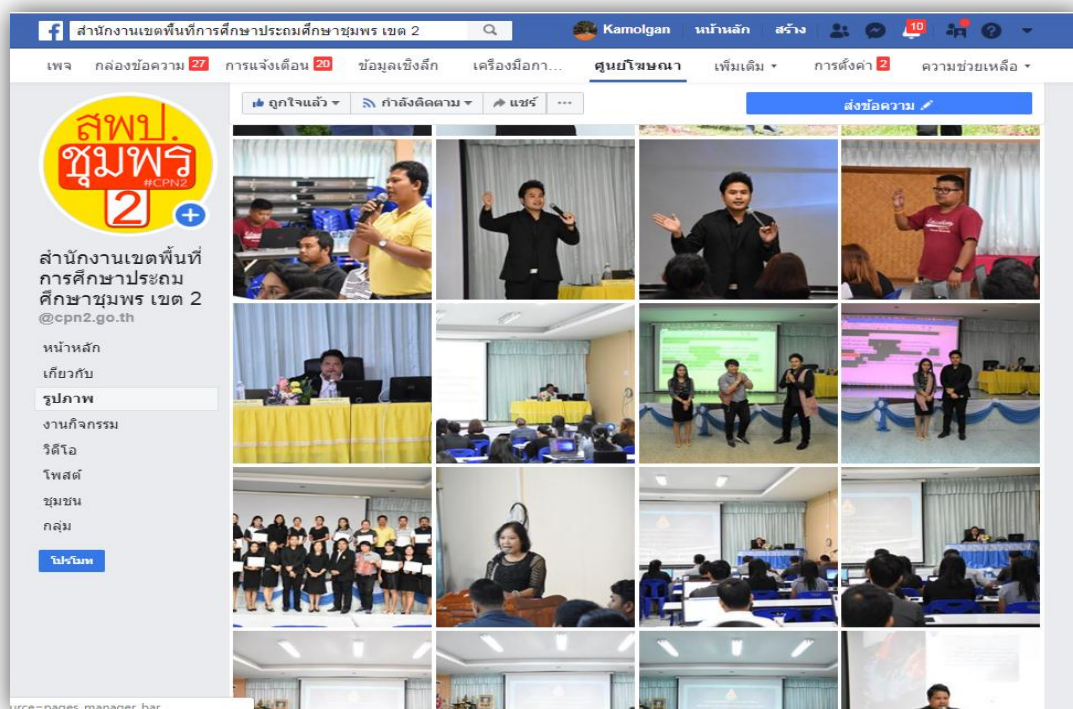 สำนักงานเขตพื้นที่การศึกษาประถมศึกษาชุมพร เขต 2
Kamolgan หน้าหลัก สร้าง 10
เพจ กล่องข้อความ 27 การแจ้งเตือน 20 ข้อมูลเชิงลึก เครื่องมือกา... ศูนย์โฆษณา เพิ่มเติม การตั้งค่า 2 ความช่วยเหลือ
ถูกใจแล้ว กำลังติดตาม แชร์ ... ส่งข้อความ
สพป.
ชุมพร
#CPN2
2
สำนักงานเขตพื้นที่
การศึกษาประถม
ศึกษาชุมพร เขต 2
@cpn2.go.th
หน้าหลัก
เกี่ยวกับ
รูปภาพ
งานกิจกรรม
วิดีโอ
โพสต์
ชุมชน
กลุ่ม
โปรโมท